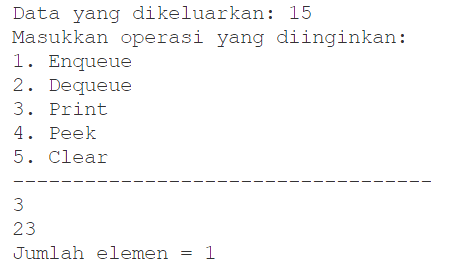 Data yang dikeluarkan: 15
Masukkan operasi yang diinginkan:
1. Enqueue
2. Dequeue
3. Print
4. Peek
5. Clear
-----------------------------------
3
23
Jumlah elemen = 1